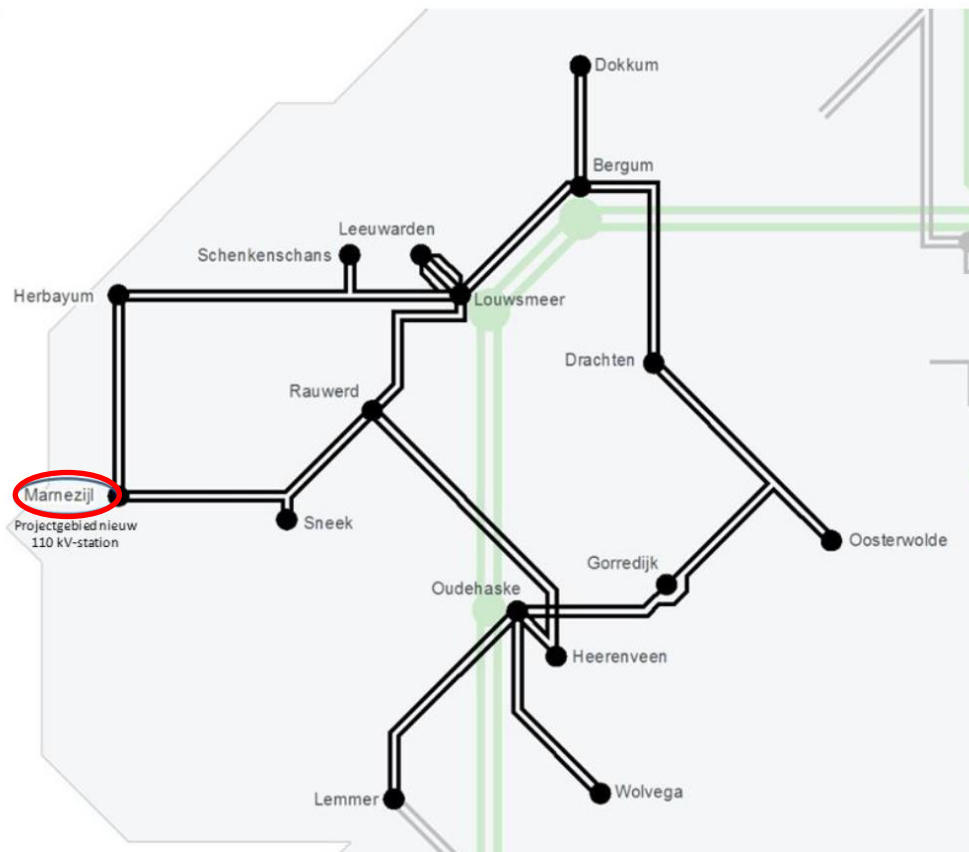 Dokkum
Bergum
Leeuwarden
Schenkenschans
Herbayum
Louwsmeer
Drachten
Rauwerd
Marnezijl
Projectgebied nieuw
110 kV-station
Sneek
Oosterwolde
Gorredijk
Oudehaske
Heerenveen
Lemmer
Wolvega